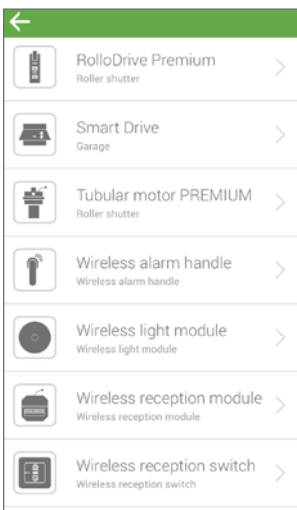 RolloDrive Premium
Roller shutter
Smart Drive
Garage
Tubular motor PREMIUM
Roller shutter
Wireless alarm handle
Wireless alarm handle
Wireless light module
Wireless light module
Wireless reception module
Wireless reception module
Wireless reception switch
Wireless reception switch